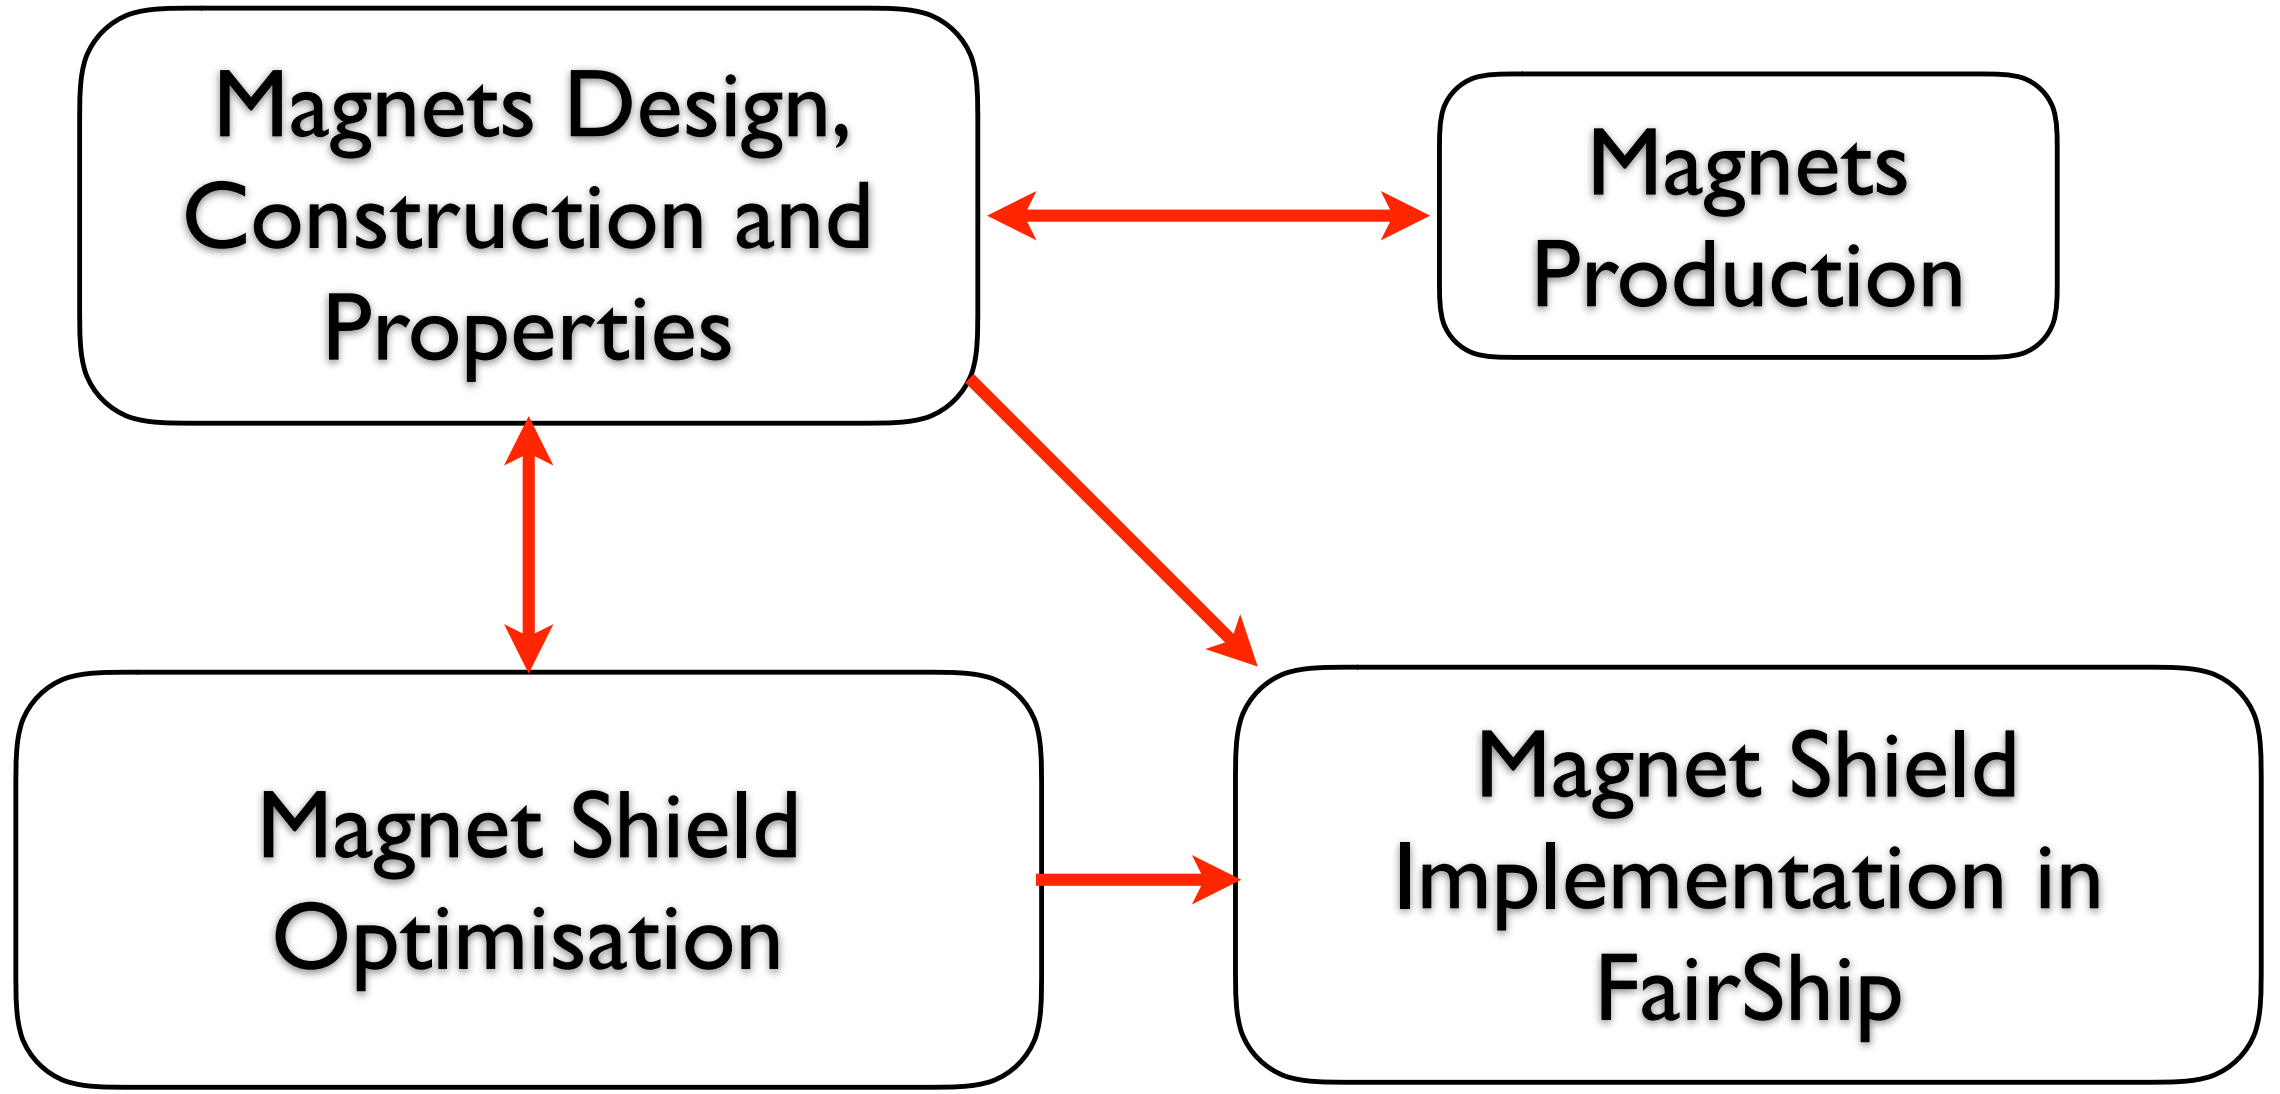 Magnets Design,
Construction and
Properties
Magnets
Production
Magnet Shield
Optimisation
Magnet Shield
Implementation in
FairShip